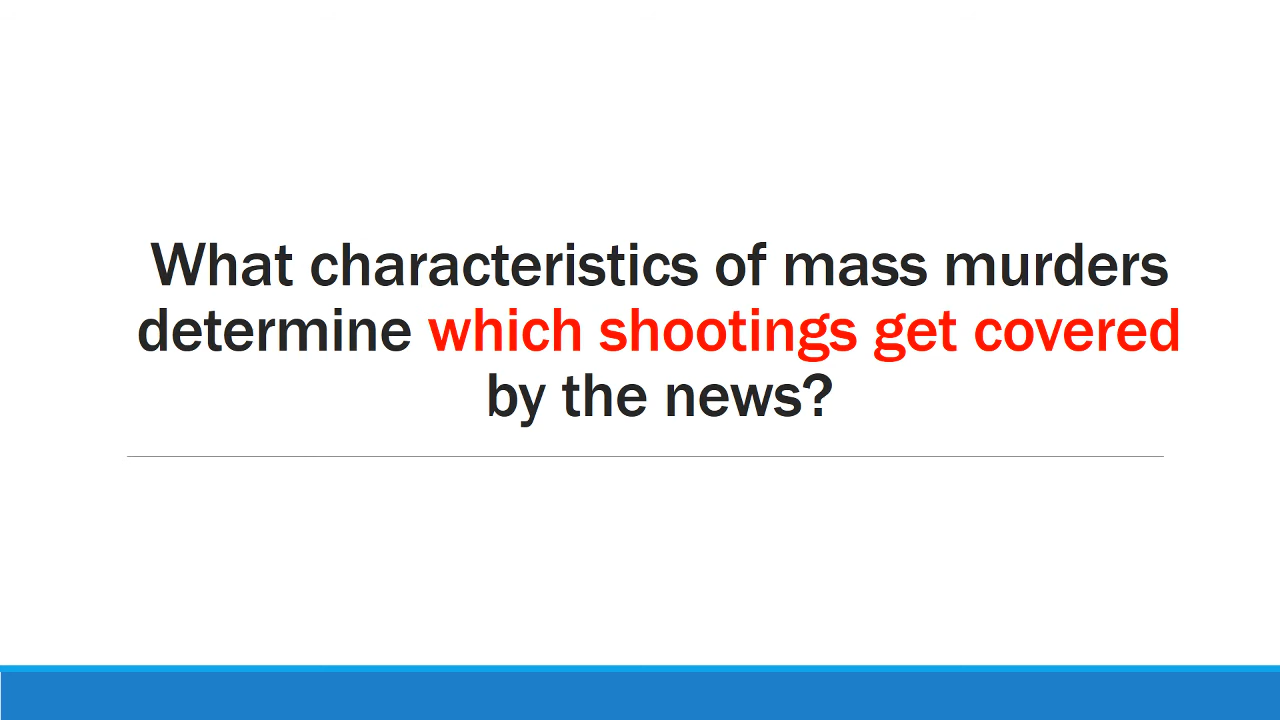 What characteristics of mass murders
determine which shootings get covered
by the news?